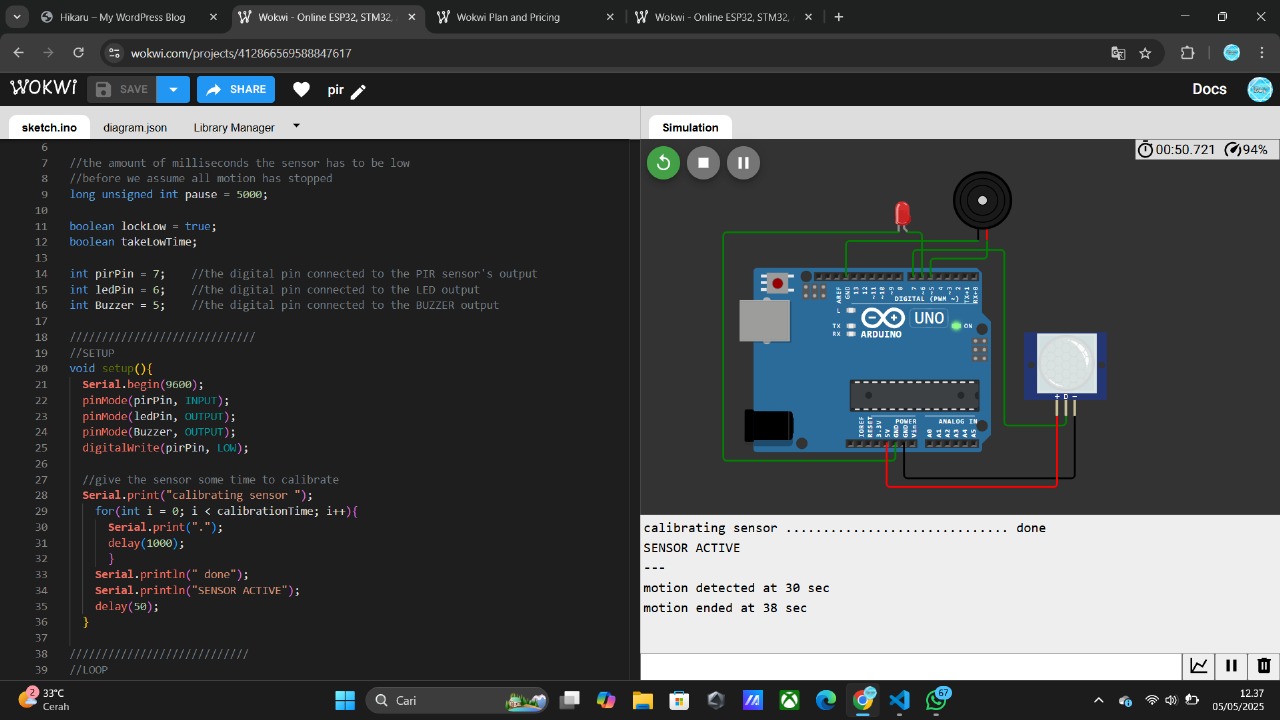 Hikaru – My WordPress Blog
Wokwi - Online ESP32, STM32,
Wokwi Plan and Pricing
Wokwi - Online ESP32, STM32,
wokwi.com/projects/412866569588847617
WOKWI
SAVE
SHARE
pir
Docs
sketch.ino
diagram.json
Library Manager
6
7 //the amount of milliseconds the sensor has to be low
8 //before we assume all motion has stopped
9 long unsigned int pause = 5000;
10
11 boolean lockLow = true;
12 boolean takeLowTime;
13
14 int pirPin = 7;    //the digital pin connected to the PIR sensor's output
15 int ledPin = 6;    //the digital pin connected to the LED output
16 int Buzzer = 5;    //the digital pin connected to the BUZZER output
17
18 /////////////////////////////
19 //SETUP
20 void setup(){
21   Serial.begin(9600);
22   pinMode(pirPin, INPUT);
23   pinMode(ledPin, OUTPUT);
24   pinMode(Buzzer, OUTPUT);
25   digitalWrite(pirPin, LOW);
26
27   //give the sensor some time to calibrate
28   Serial.print("calibrating sensor ");
29     for(int i = 0; i < calibrationTime; i++){
30       Serial.print(".");
31       delay(1000);
32       }
33     Serial.println(" done");
34     Serial.println("SENSOR ACTIVE");
35     delay(50);
36   }
37
38 ////////////////////////////
39 //LOOP
Simulation
00:50.721
94%
AREF
GND
13
12
~11
~10
~9
8
7
~6
~5
4
~3
2
TX→1
RX←0
DIGITAL (PWM ~)
L
TX
RX
UNO
ON
ARDUINO
+ D -
POWER
ANALOG IN
IOREF
RESET
3.3V
5V
GND
GND
Vin
A0
A1
A2
A3
A4
A5
calibrating sensor .............................. done
SENSOR ACTIVE
---
motion detected at 30 sec
motion ended at 38 sec
2
33°C
Cerah
Cari
67
12.37
05/05/2025